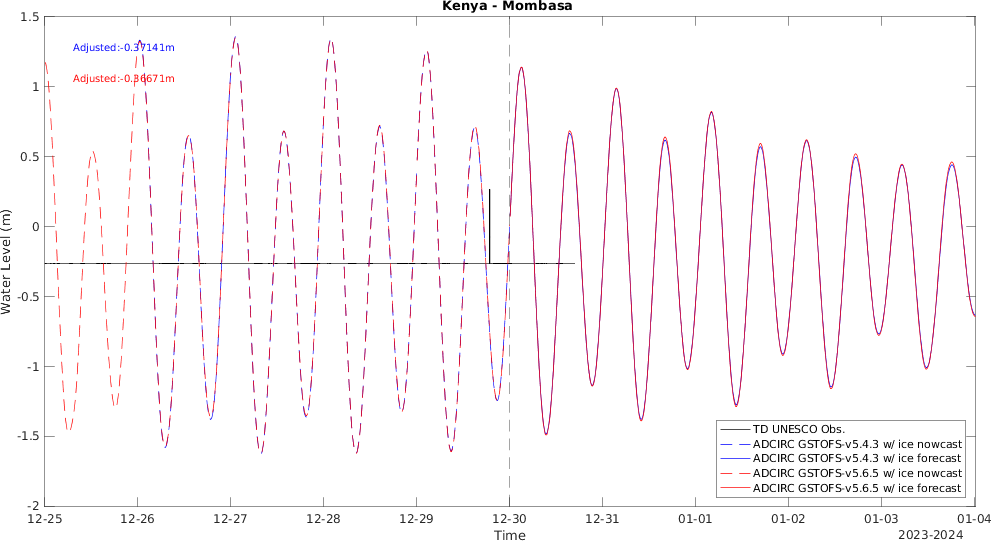 Kenya - Mombasa
Adjusted:-0.37141m
Adjusted:-0.36671m
Water Level (m)
1.5
1
0.5
0
-0.5
-1
-1.5
-2
TD UNESCO Obs.
ADCIRC GSTOFS-v5.4.3 w/ ice nowcast
ADCIRC GSTOFS-v5.4.3 w/ ice forecast
ADCIRC GSTOFS-v5.6.5 w/ ice nowcast
ADCIRC GSTOFS-v5.6.5 w/ ice forecast
12-25 12-26 12-27 12-28 12-29 12-30 12-31 01-01 01-02 01-03 01-04
Time
2023-2024